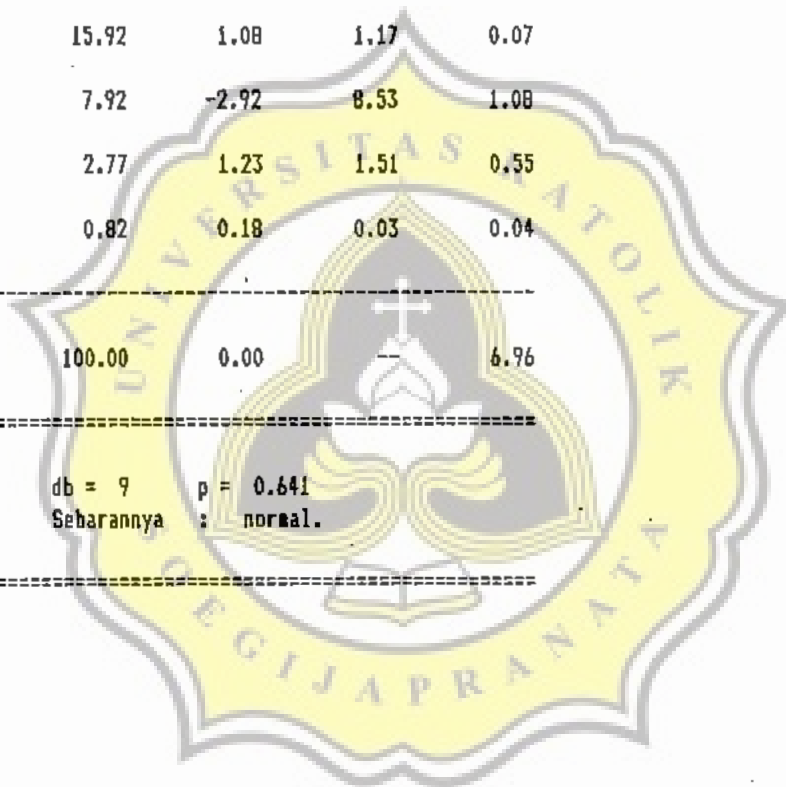 15.92 1.08 1.17 0.07
7.92 -2.92 8.53 1.08
2.77 1.23 1.51 0.55
0.82 0.18 0.03 0.04
100.00 0.00 -- 6.96
db = 9 p = 0.641
Sebarannya : normal.
UNIVERSITAS KATOLIK
SOEGIJAPRANATA